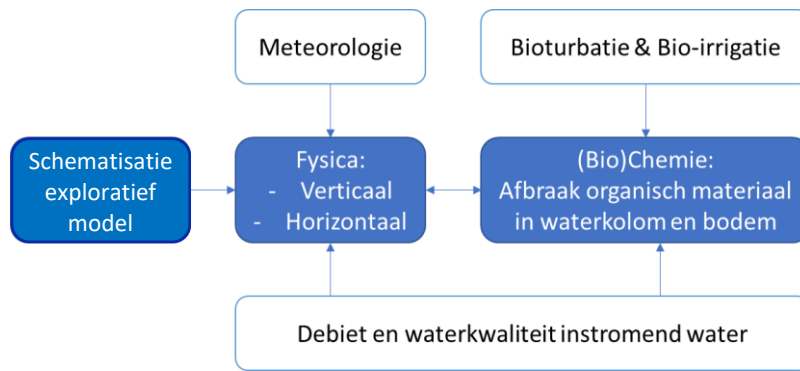 Meteorologie
Bioturbatie & Bio-irrigatie
Schematisatie
exploratief
model
Fysica:
- Verticaal
- Horizontaal
(Bio)Chemie:
Afbraak organisch materiaal
in waterkolom en bodem
Debiet en waterkwaliteit instromend water